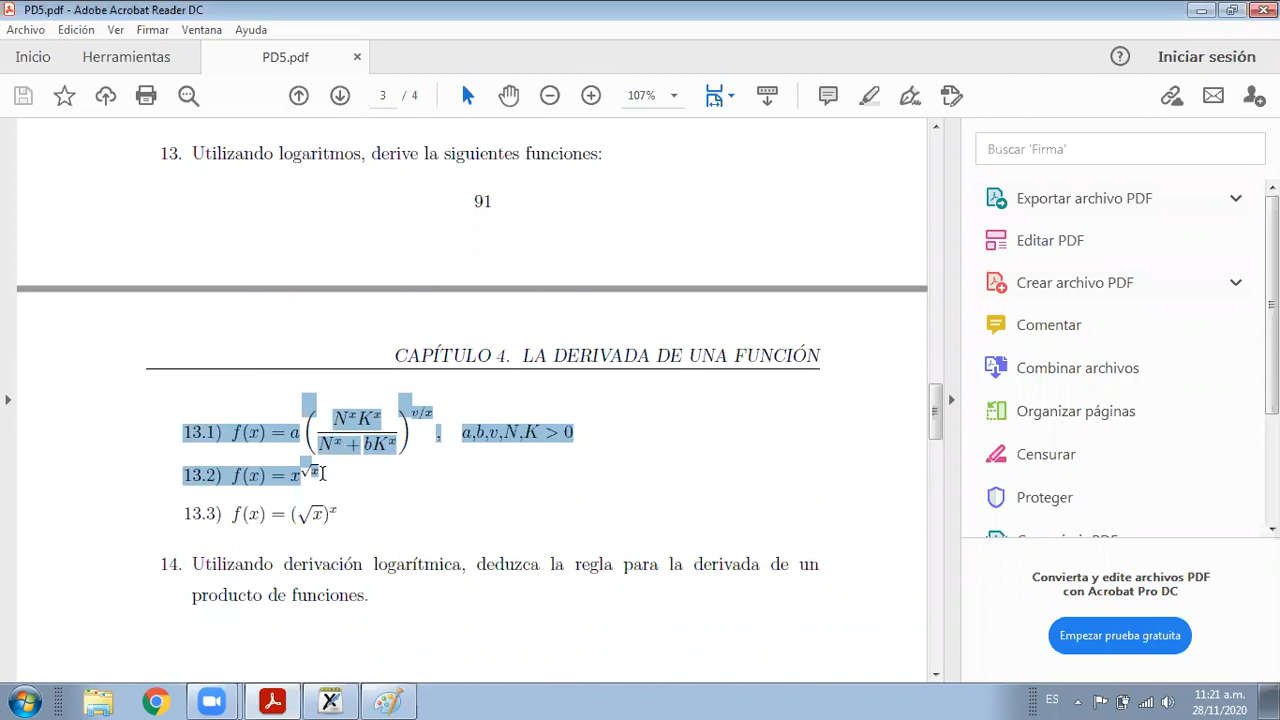 PD5.pdf - Adobe Acrobat Reader DC
Archivo Edición Ver Firmar Ventana Ayuda
Inicio Herramientas PD5.pdf × Iniciar sesión
3 / 4 107%
13. Utilizando logaritmos, derive la siguientes funciones:
91
CAPÍTULO 4. LA DERIVADA DE UNA FUNCIÓN
13.1) f(x) = a (N^x K^x / (N^x + bK^x))^{v/x}, a,b,v,N,K > 0
13.2) f(x) = x^{√x}
13.3) f(x) = (√x)^x
14. Utilizando derivación logarítmica, deduzca la regla para la derivada de un
producto de funciones.
Buscar 'Firma'
Exportar archivo PDF
Editar PDF
Crear archivo PDF
Comentar
Combinar archivos
Organizar páginas
Censurar
Proteger
Convierta y edite archivos PDF
con Acrobat Pro DC
Empezar prueba gratuita
ES 11:21 a.m.
28/11/2020